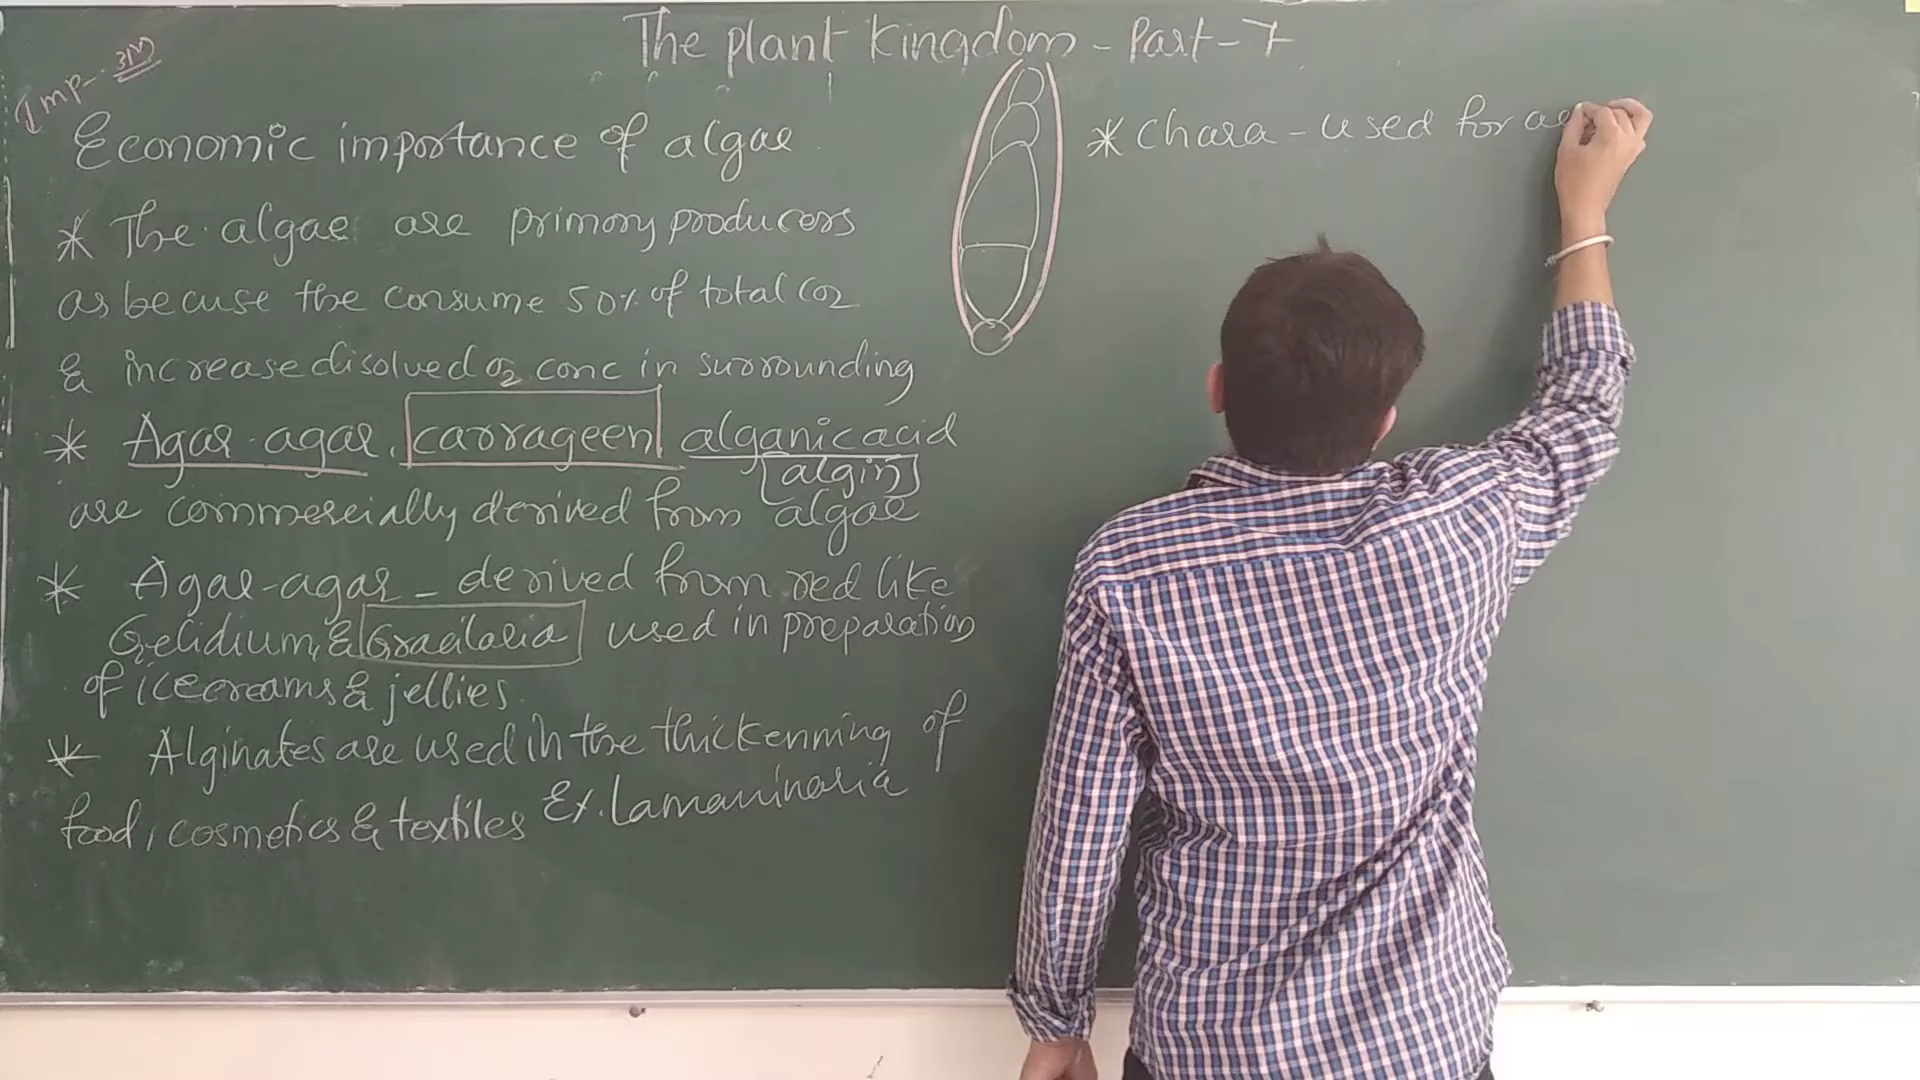 The plant kingdom - Part-7
Imp- 3M
Economic importance of algae
* The algae are primary producers
as becuse the consume 50% of total co2
& increase disolved o2 conc in surrounding
* Agar-agar, carrageen alganic acid
[algin]
are commercially derived from algae
* Agar-agar - derived from red like
Gelidium, & Gracilaria used in preparation
of icecreams & jellies.
* Alginates are used in the thickenning of
food, cosmetics & textiles Ex. Lamaninaria
* Chara - used for